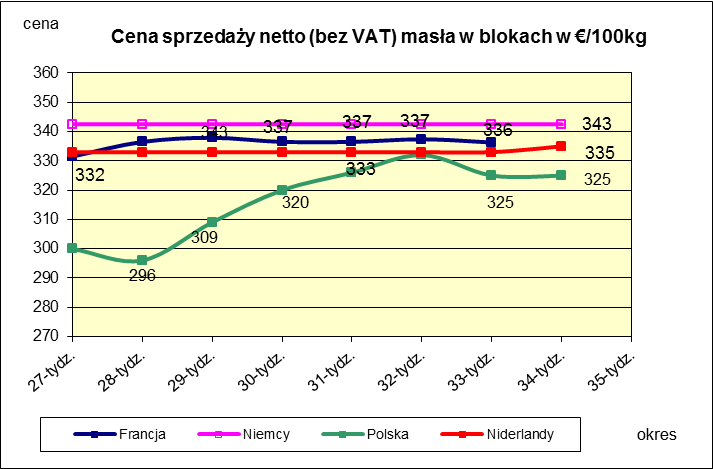 cena
Cena sprzedaży netto (bez VAT) masła w blokach w €/100kg
360
350
340
330
320
310
300
290
280
270
343
337
337
337
336
343
332
333
335
296
309
320
325
325
27-tydz.
28-tydz.
29-tydz.
30-tydz.
31-tydz.
32-tydz.
33-tydz.
34-tydz.
35-tydz.
Francja
Niemcy
Polska
Niderlandy
okres